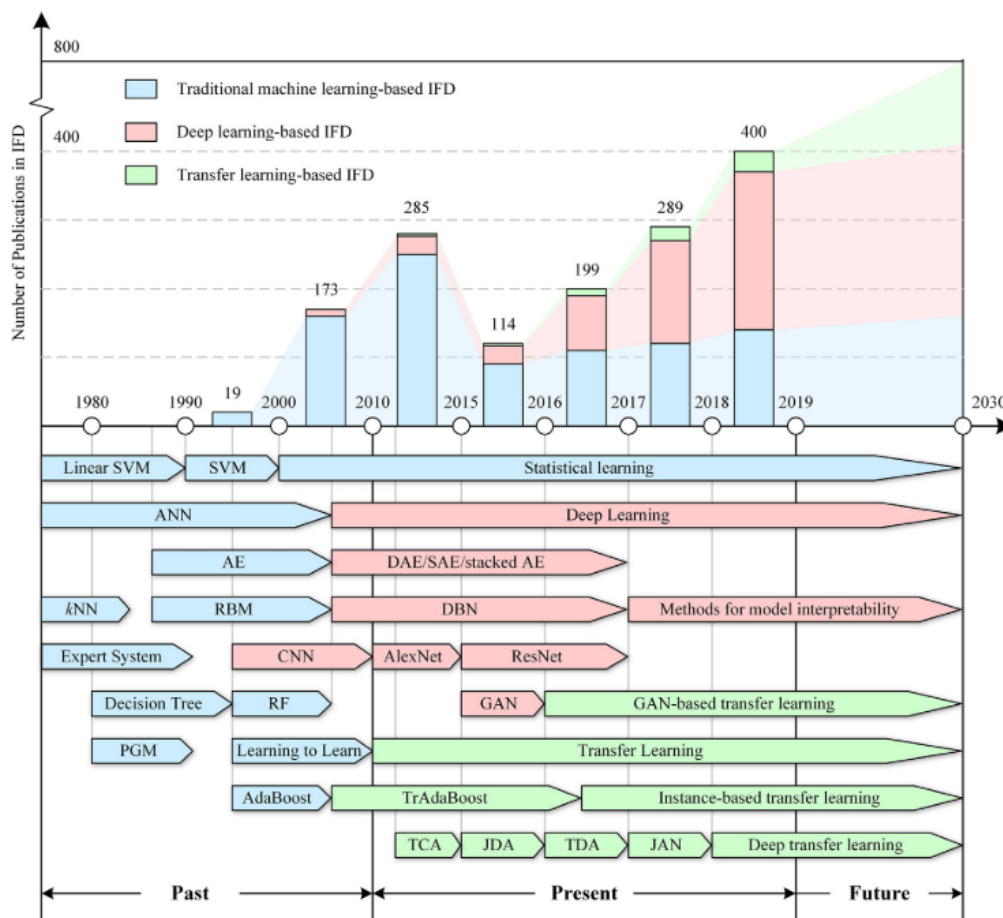 800
Traditional machine learning-based IFD
Deep learning-based IFD
400
400
Transfer learning-based IFD
Number of Publications in IFD
285
289
199
173
114
19
1980
1990
2000
2010
2015
2016
2017
2018
2019
2030
Linear SVM
SVM
Statistical learning
ANN
Deep Learning
AE
DAE/SAE/stacked AE
kNN
RBM
DBN
Methods for model interpretability
Expert System
CNN
AlexNet
ResNet
Decision Tree
RF
GAN
GAN-based transfer learning
PGM
Learning to Learn
Transfer Learning
AdaBoost
TrAdaBoost
Instance-based transfer learning
TCA
JDA
TDA
JAN
Deep transfer learning
Past
Present
Future